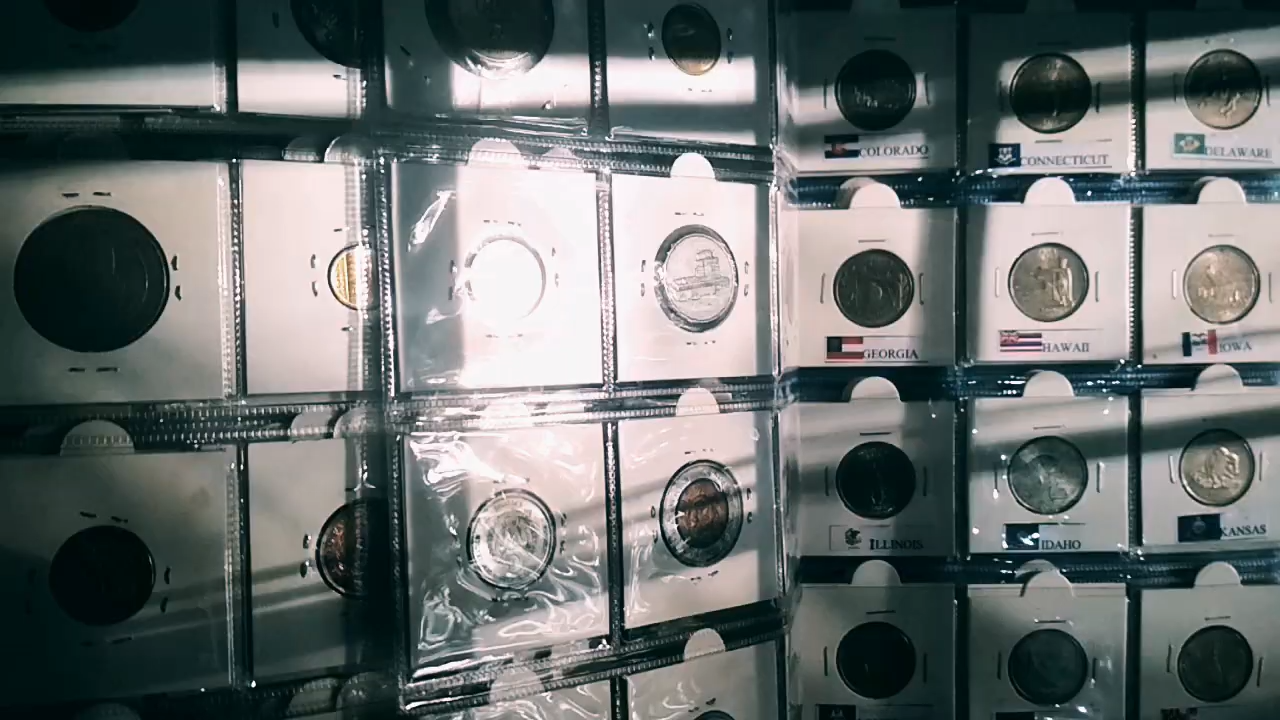 COLORADO
CONNECTICUT
DELAWARE
GEORGIA
HAWAII
IOWA
ILLINOIS
IDAHO
KANSAS